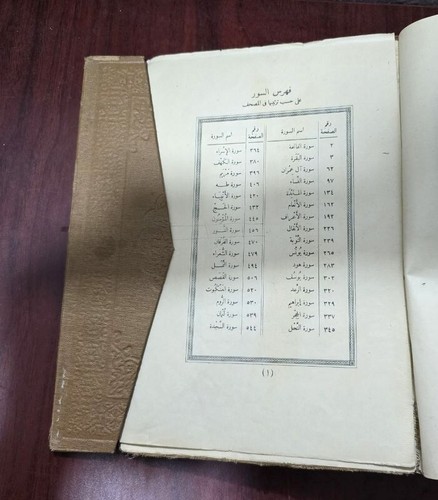 فهرس السور
على حسب ترتيبها في المصحف
رقم الصفحة اسم السورة رقم الصفحة اسم السورة
٢ سورة الفاتحة ٣٦٤ سورة الإسراء
٣ سورة البقرة ٣٨٠ سورة الكهف
٦٢ سورة آل عمران ٣٩٦ سورة مريم
٩٧ سورة النساء ٤٠٦ سورة طه
١٣٤ سورة المائدة ٤٢٠ سورة الأنبياء
١٦٢ سورة الأنعام ٤٣٣ سورة الحج
١٩٢ سورة الأعراف ٤٤٥ سورة المؤمنون
٢٢٦ سورة الأنفال ٤٥٦ سورة النور
٢٣٩ سورة التوبة ٤٧٠ سورة الفرقان
٢٦٥ سورة يونس ٤٧٩ سورة الشعراء
٢٨٣ سورة هود ٤٩٤ سورة النمل
٣٠٢ سورة يوسف ٥٠٦ سورة القصص
٣٢٠ سورة الرعد ٥٢٠ سورة العنكبوت
٣٢٩ سورة إبراهيم ٥٣٠ سورة الروم
٣٣٧ سورة الحجر سورة
٣٤٥ سورة النحل ٥٤٤ سورة السجدة
(١)